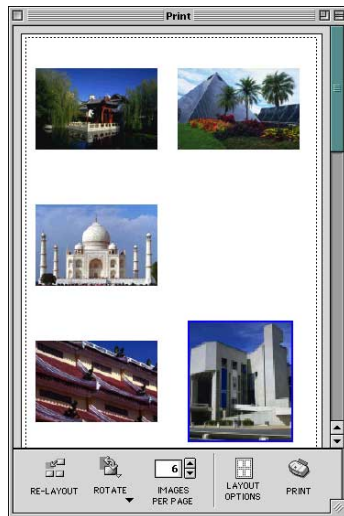 Print
6
RE-LAYOUT
ROTATE
IMAGES
PER PAGE
LAYOUT
OPTIONS
PRINT